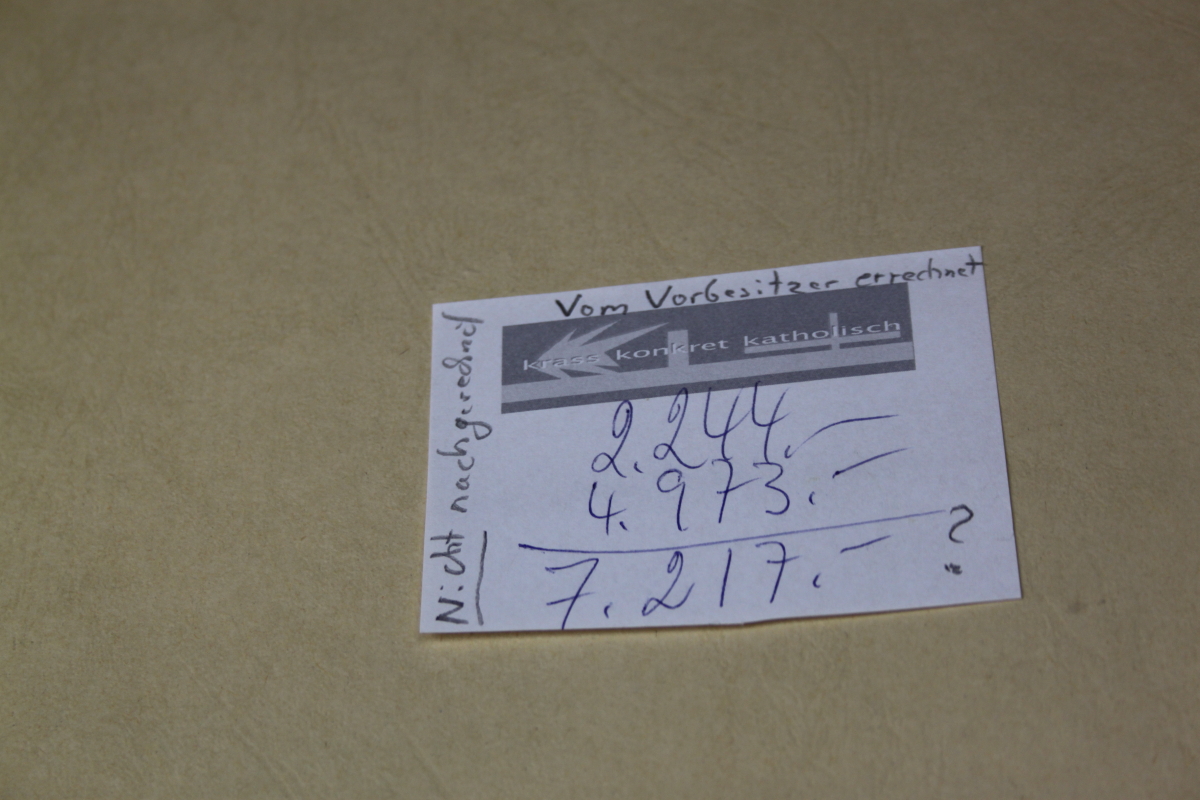 Vom Vorbesitzer errechnet
krass konkret katholisch
2.244.—
4.973.—
7.217.—
?
Nicht nachgerechnet